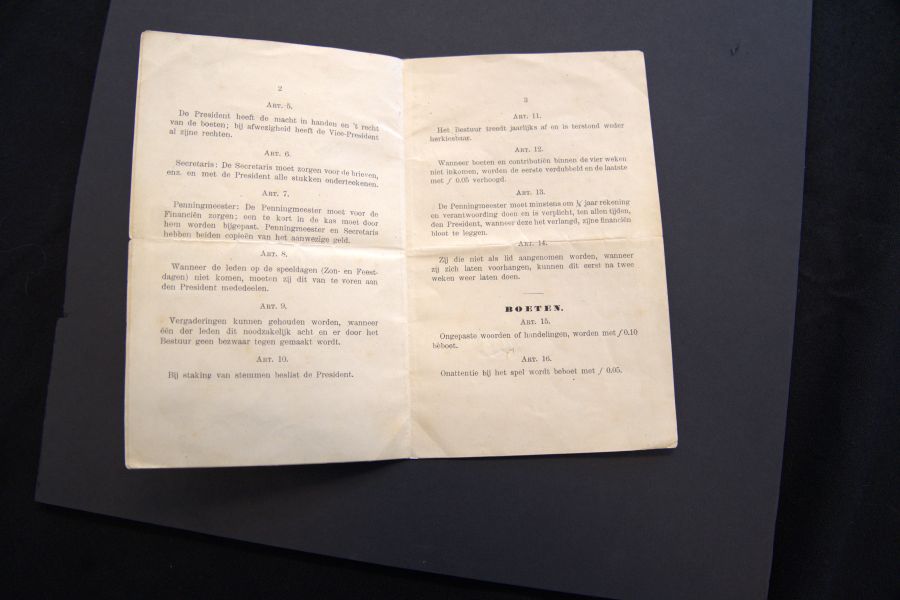 2
ART. 5.
De President heeft de macht in handen en 't recht
van de boeten; bij afwezigheid heeft de Vice-President
al zijne rechten.
ART. 6.
Secretaris: De Secretaris moet zorgen voor de brieven,
enz. en met de President alle stukken onderteekenen.
ART. 7.
Penningmeester: De Penningmeester moet voor de
Financiën zorgen; een te kort in de kas moet door
hem worden bijgepast. Penningmeester en Secretaris
hebben beiden copieën van het aanwezige geld.
ART. 8.
Wanneer de leden op de speeldagen (Zon- en Feest-
dagen) niet komen, moeten zij dit van te voren aan
den President mededeelen.
ART. 9.
Vergaderingen kunnen gehouden worden, wanneer
één der leden dit noodzakelijk acht en er door het
Bestuur geen bezwaar tegen gemaakt wordt.
ART. 10.
Bij staking van stemmen beslist de President.
3
ART. 11.
Het Bestuur treedt jaarlijks af en is terstond weder
herkiesbaar.
ART. 12.
Wanneer boeten en contributiën binnen de vier weken
niet inkomen, worden de eerste verdubbeld en de laatste
met ƒ 0.05 verhoogd.
ART. 13.
De Penningmeester moet minstens om ¼ jaar rekening
en verantwoording doen en is verplicht, ten allen tijden,
den President, wanneer deze het verlangd, zijne financiën
bloot te leggen.
ART. 14.
Zij die niet als lid aangenomen worden, wanneer
zij zich laten voorhangen, kunnen dit eerst na twee
weken weer laten doen.
BOETEN.
ART. 15.
Ongepaste woorden of handelingen, worden met ƒ 0.10
beboet.
ART. 16.
Onattentie bij het spel wordt beboet met ƒ 0.05.